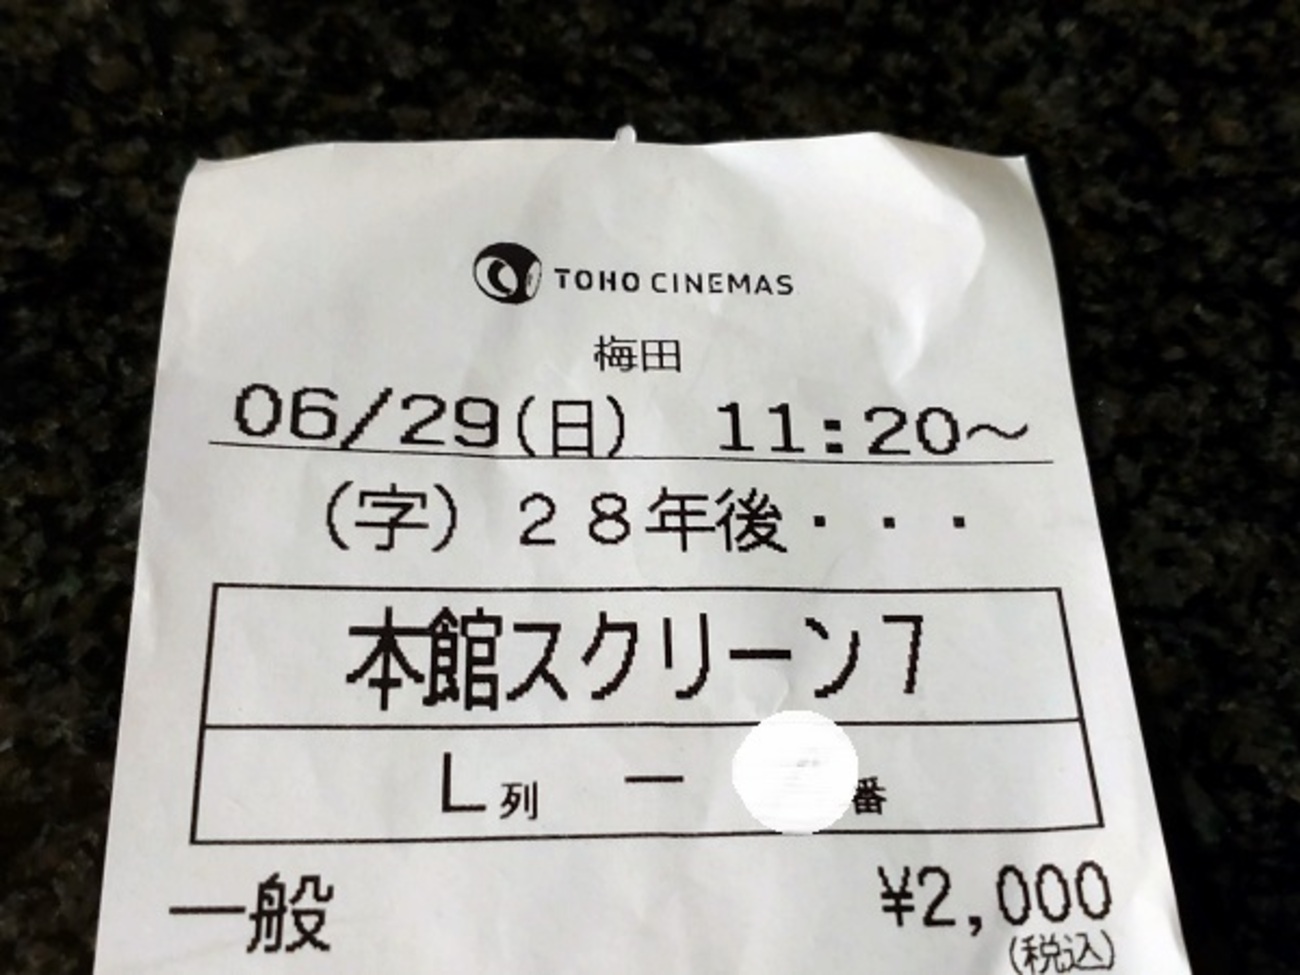 TOHO CINEMAS
梅田
06/29(日) 11:20～
(字) 28年後・・・
本館スクリーン7
L列 ー 番
一般 ¥2,000
(税込)